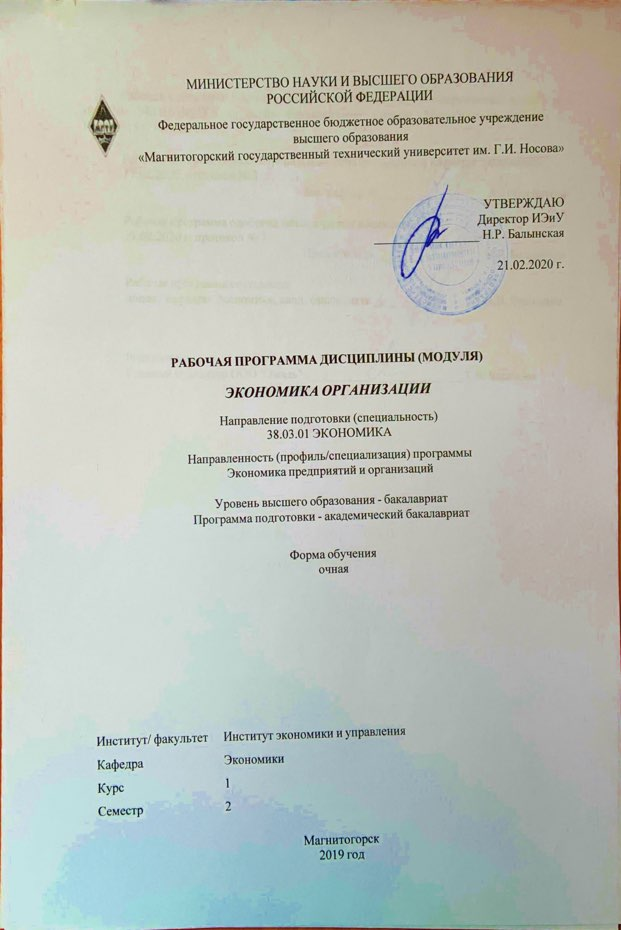 МИНИСТЕРСТВО НАУКИ И ВЫСШЕГО ОБРАЗОВАНИЯ
РОССИЙСКОЙ ФЕДЕРАЦИИ
Федеральное государственное бюджетное образовательное учреждение
высшего образования
«Магнитогорский государственный технический университет им. Г.И. Носова»
УТВЕРЖДАЮ
Директор ИЭиУ
Н.Р. Балынская
21.02.2020 г.
РАБОЧАЯ ПРОГРАММА ДИСЦИПЛИНЫ (МОДУЛЯ)
ЭКОНОМИКА ОРГАНИЗАЦИИ
Направление подготовки (специальность)
38.03.01 ЭКОНОМИКА
Направленность (профиль/специализация) программы
Экономика предприятий и организаций
Уровень высшего образования - бакалавриат
Программа подготовки - академический бакалавриат
Форма обучения
очная
Институт/ факультет Институт экономики и управления
Кафедра Экономики
Курс 1
Семестр 2
Магнитогорск
2019 год